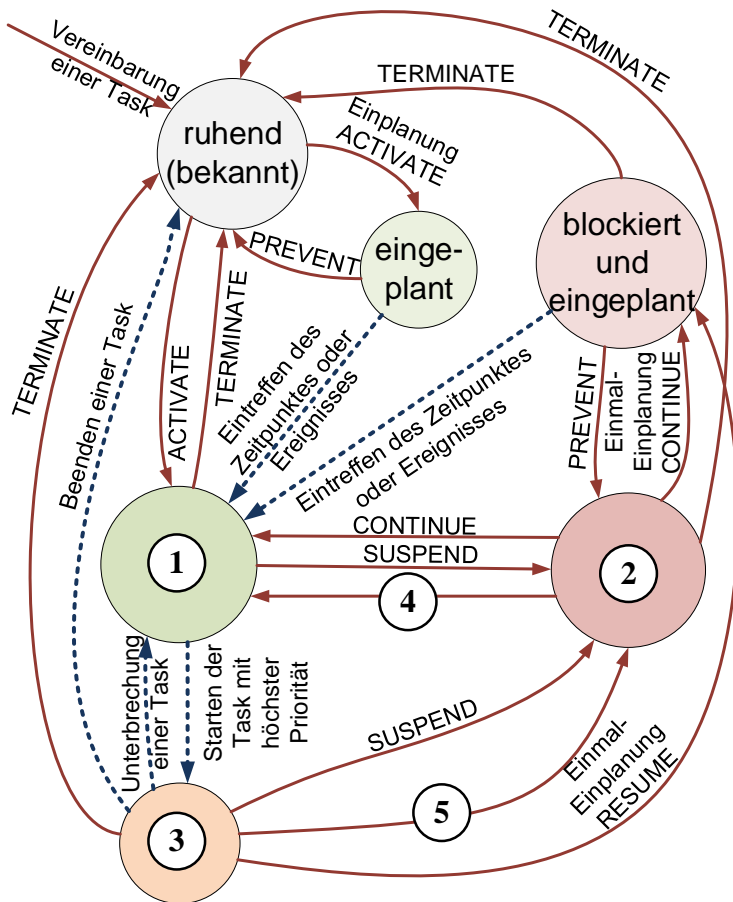 Vereinbarung
einer Task
TERMINATE
TERMINATE
ruhend
(bekannt)
Einplanung
ACTIVATE
PREVENT
einge-
plant
blockiert
und
eingeplant
TERMINATE
Beenden einer Task
ACTIVATE
TERMINATE
Eintreffen des
Zeitpunktes oder
Ereignisses
Eintreffen des Zeitpunktes
oder Ereignisses
PREVENT
Einmal-
Einplanung
CONTINUE
1
CONTINUE
SUSPEND
4
2
Unterbrechung
einer Task
Starten der
Task mit
höchster
Priorität
SUSPEND
Einmal-
Einplanung
RESUME
5
3